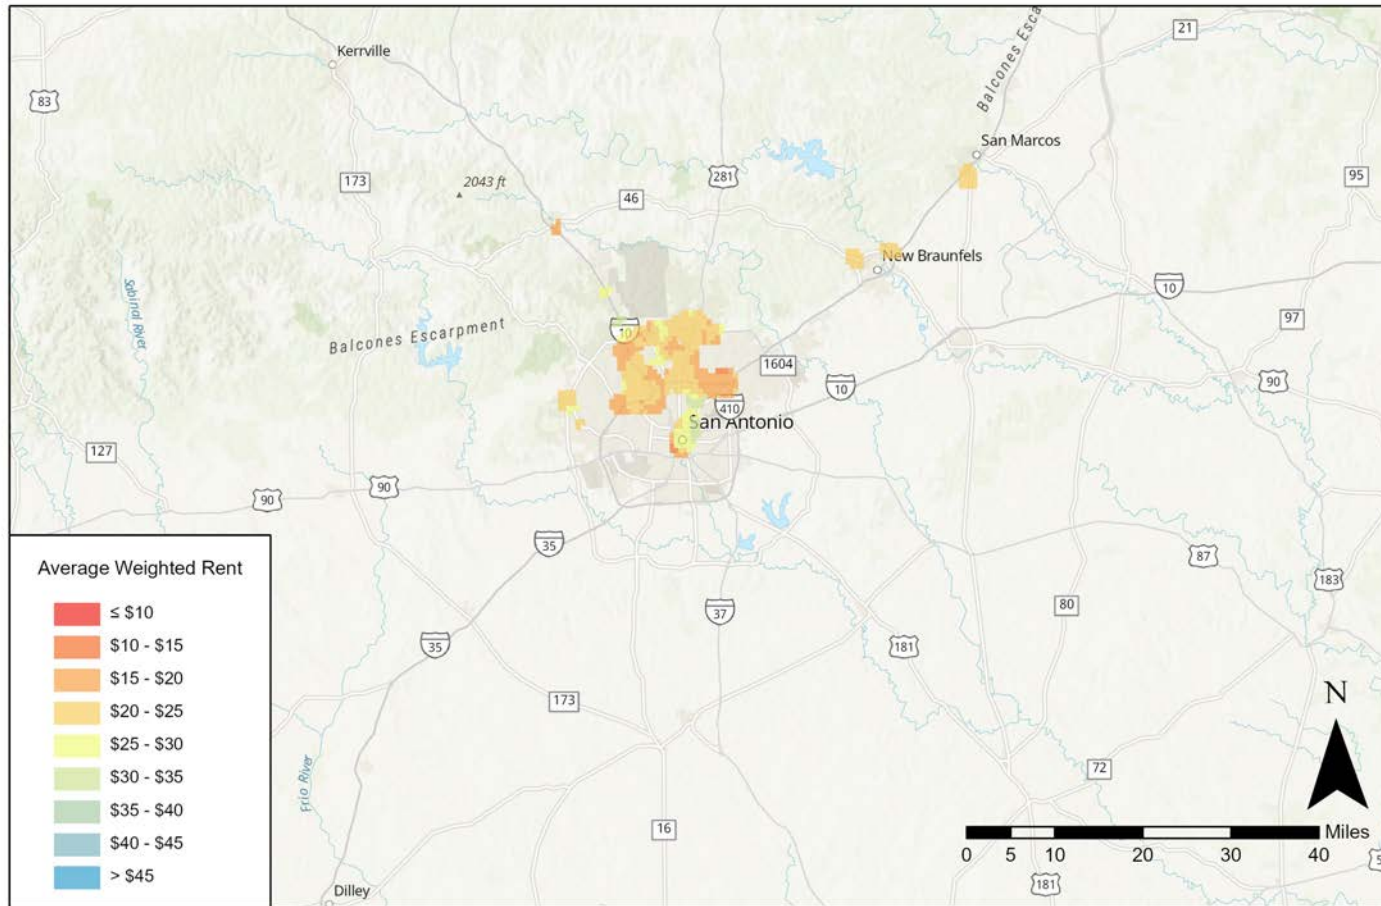 Balcones Esca
21
Kerrville
83
San Marcos
281
95
173
2043 ft
46
New Braunfels
10
Sabinal River
97
10
Balcones Escarpment
1604
90
10
410
San Antonio
127
90
90
35
87
183
Average Weighted Rent
≤ $10
$10 - $15
$15 - $20
$20 - $25
$25 - $30
$30 - $35
$35 - $40
$40 - $45
> $45
37
80
35
181
N
173
Frio River
72
16
Miles
0 5 10 20 30 40
181
Dilley